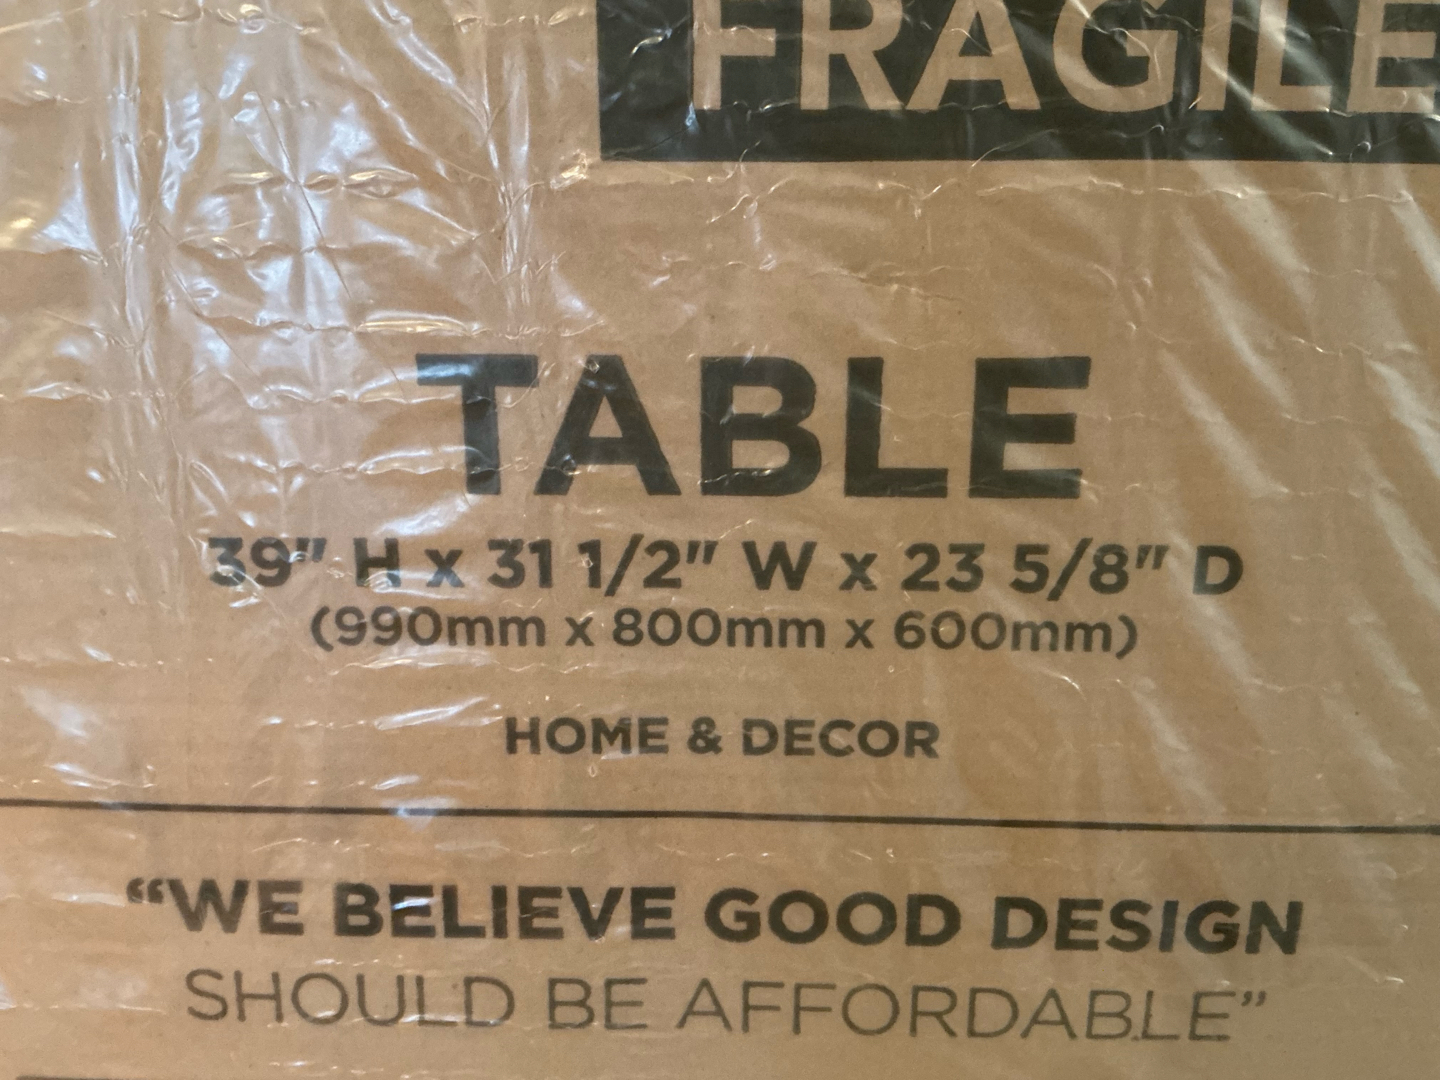 FRAGILE
TABLE
39" H x 31 1/2" W x 23 5/8" D
(990mm x 800mm x 600mm)
HOME & DECOR
“WE BELIEVE GOOD DESIGN
SHOULD BE AFFORDABLE”